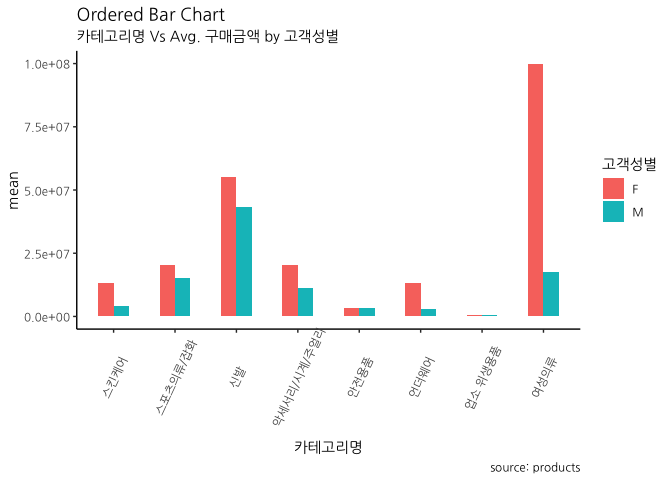 Ordered Bar Chart
카테고리명 Vs Avg. 구매금액 by 고객성별
1.0e+08
7.5e+07
5.0e+07
2.5e+07
0.0e+00
mean
고객성별
F
M
스킨케어
스포츠의류/잡화
신발
악세서리/시계/주얼리
안전용품
언더웨어
업소 위생용품
여성의류
카테고리명
source: products